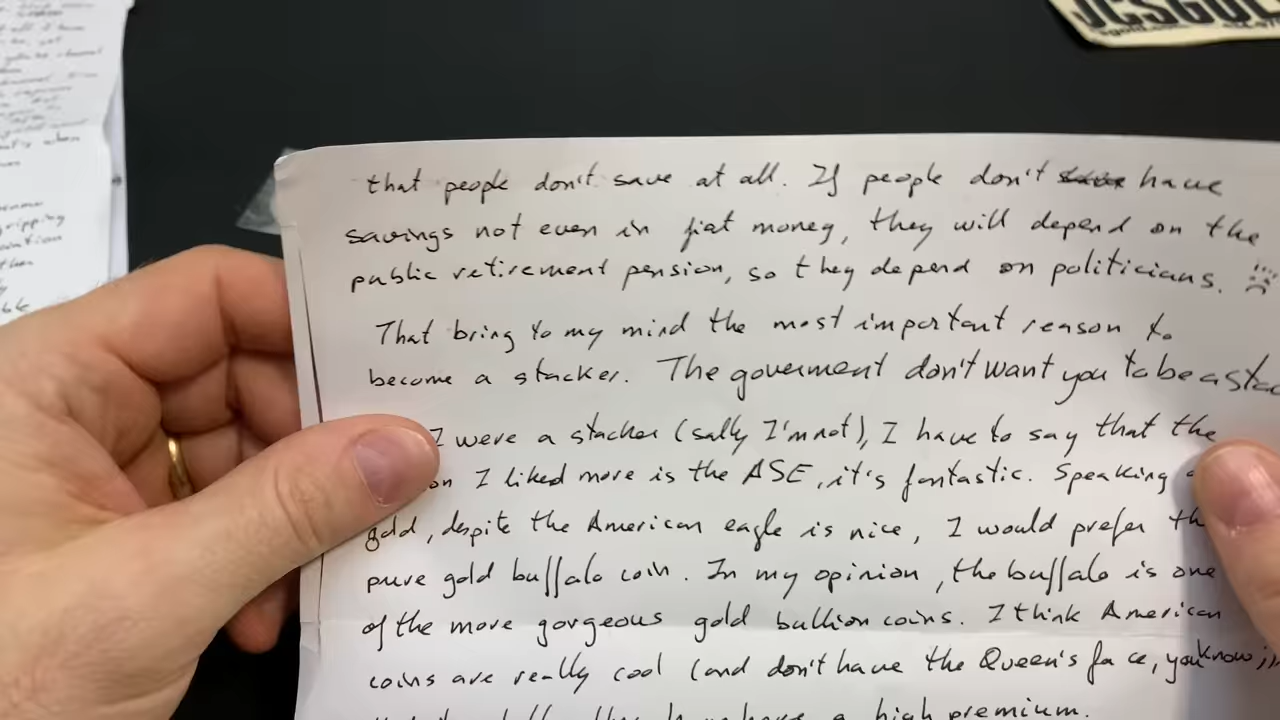 JCSGOL
that people don't save at all. If people don't have
savings not even in fiat money, they will depend on the
public retirement pension, so they depend on politicians.
That bring to my mind the most important reason to
become a stacker. The goverment don't want you to be a stac
I were a stacker (sally I'm not), I have to say that the
on I liked more is the ASE, it's fantastic. Speaking
gold, despite the American eagle is nice, I would prefer th
pure gold buffalo coin. In my opinion, the buffalo is one
of the more gorgeous gold bullion coins. I think American
coins are really cool (and don't have the Queen's face, you know ;))
have a high premium.